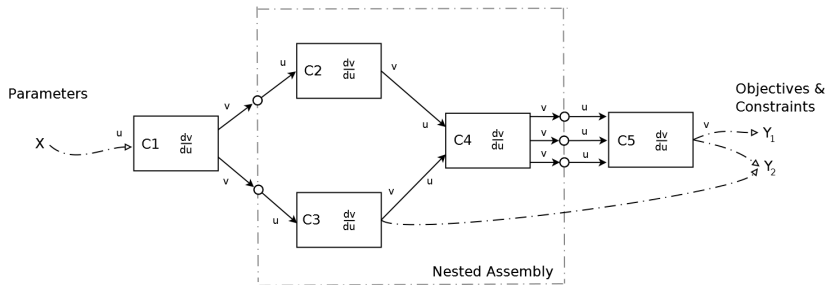 Parameters
X
u
C1 dv/du
v
v
u
C2 dv/du
v
u
C3 dv/du
v
u
u
C4 dv/du
v u
v u
v u
C5 dv/du
v
Objectives &
Constraints
Y1
Y2
Nested Assembly